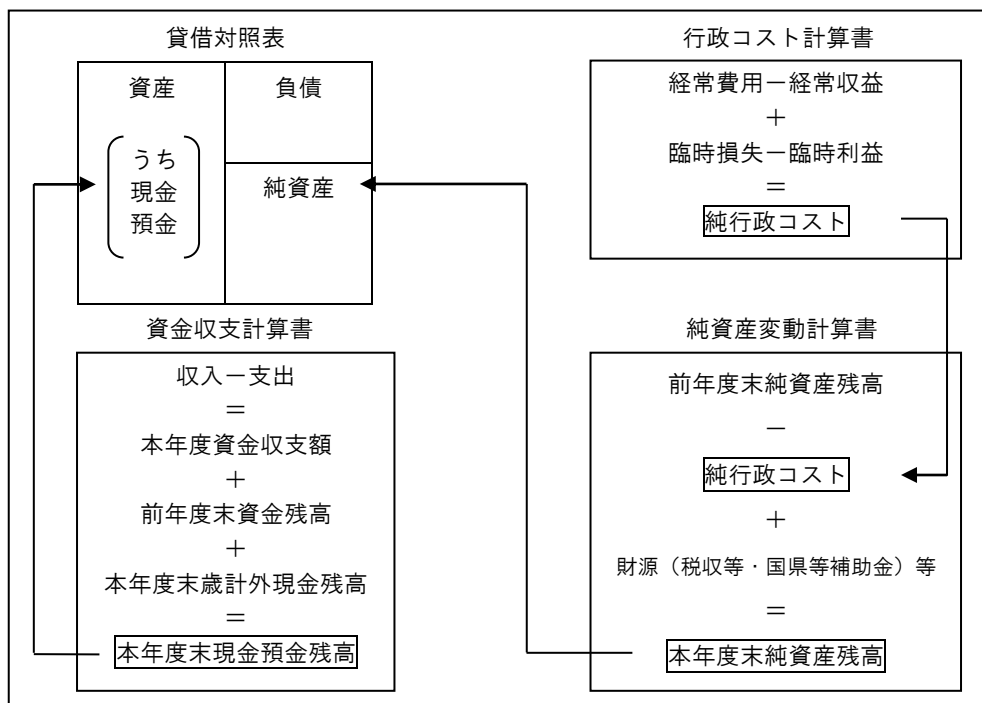 貸借対照表
資産
負債
うち
現金
預金
純資産
行政コスト計算書
経常費用－経常収益
＋
臨時損失－臨時利益
＝
純行政コスト
資金収支計算書
収入－支出
＝
本年度資金収支額
＋
前年度末資金残高
＋
本年度末歳計外現金残高
＝
本年度末現金預金残高
純資産変動計算書
前年度末純資産残高
－
純行政コスト
＋
財源（税収等・国県等補助金）等
＝
本年度末純資産残高